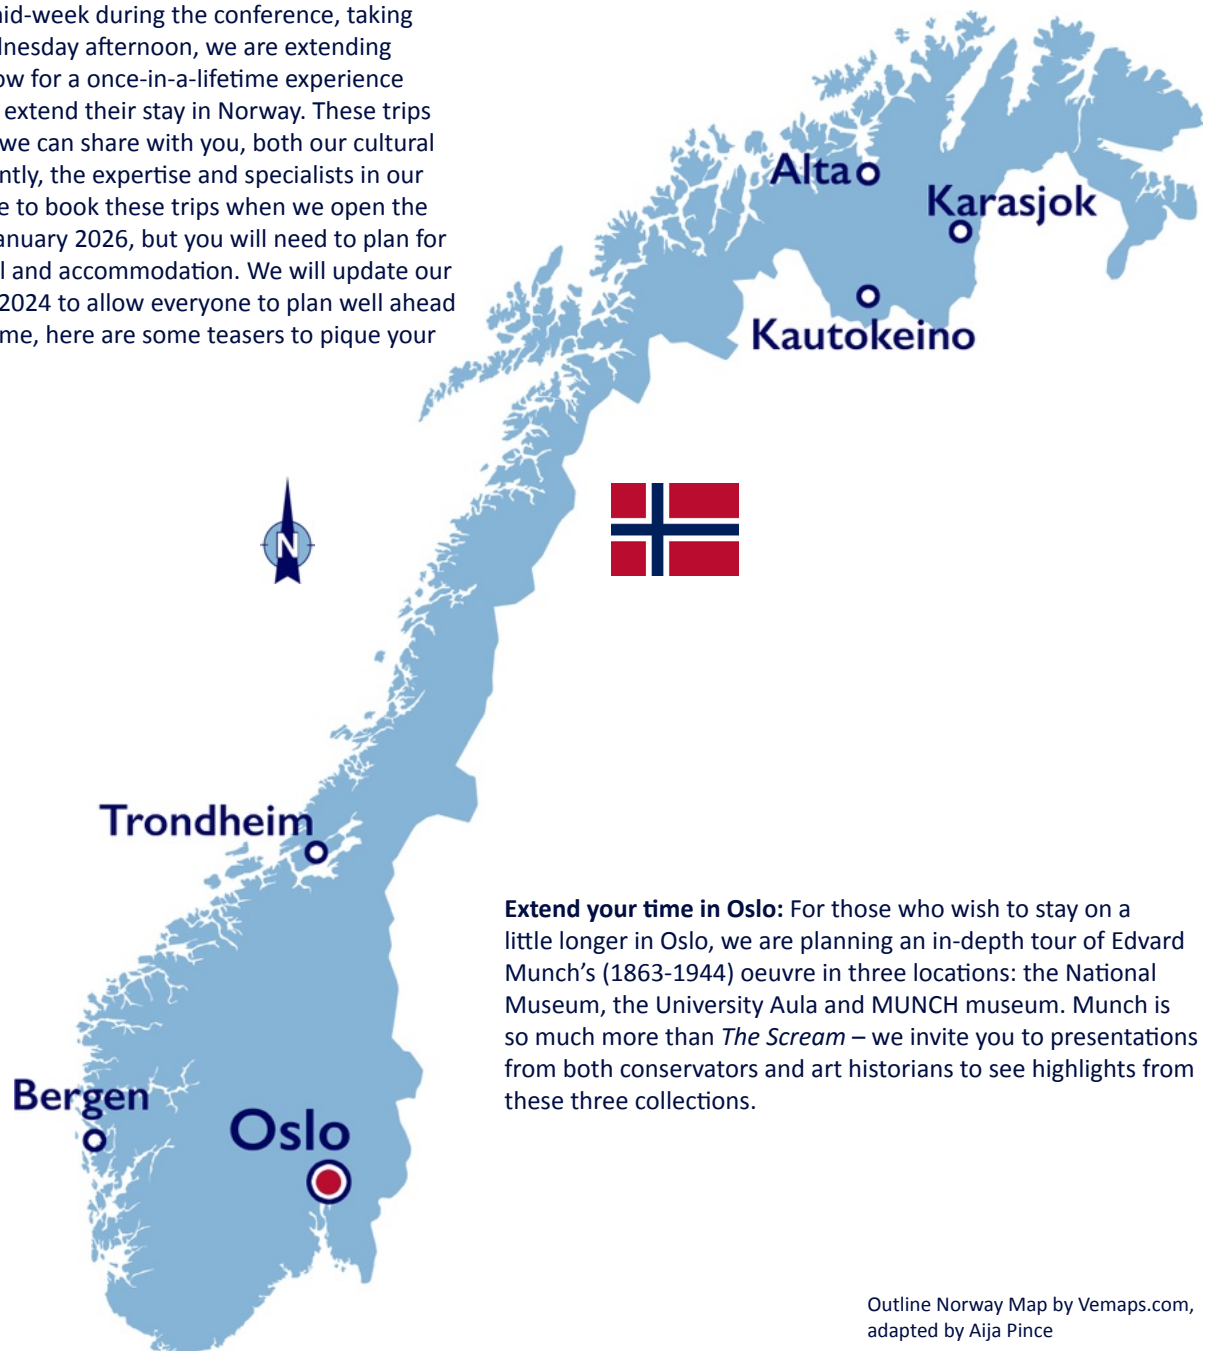 mid-week during the conference, taking
dnesday afternoon, we are extending
ow for a once-in-a-lifetime experience
extend their stay in Norway. These trips
we can share with you, both our cultural
ntly, the expertise and specialists in our
e to book these trips when we open the
anuary 2026, but you will need to plan for
l and accommodation. We will update our
2024 to allow everyone to plan well ahead
me, here are some teasers to pique your
Alta
Karasjok
Kautokeino
N
Trondheim
Extend your time in Oslo: For those who wish to stay on a
little longer in Oslo, we are planning an in-depth tour of Edvard
Munch’s (1863-1944) oeuvre in three locations: the National
Museum, the University Aula and MUNCH museum. Munch is
so much more than The Scream – we invite you to presentations
from both conservators and art historians to see highlights from
these three collections.
Bergen
Oslo
Outline Norway Map by Vemaps.com,
adapted by Aija Pince